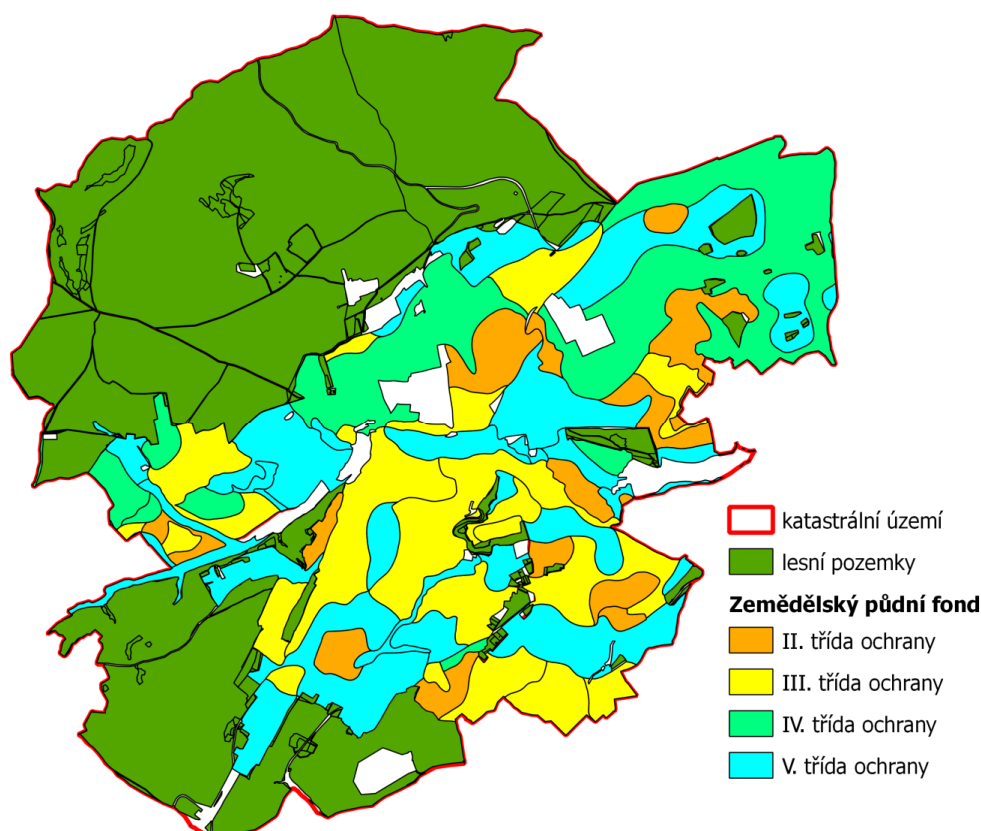 katastrální území
lesní pozemky
Zemědělský půdní fond
II. třída ochrany
III. třída ochrany
IV. třída ochrany
V. třída ochrany